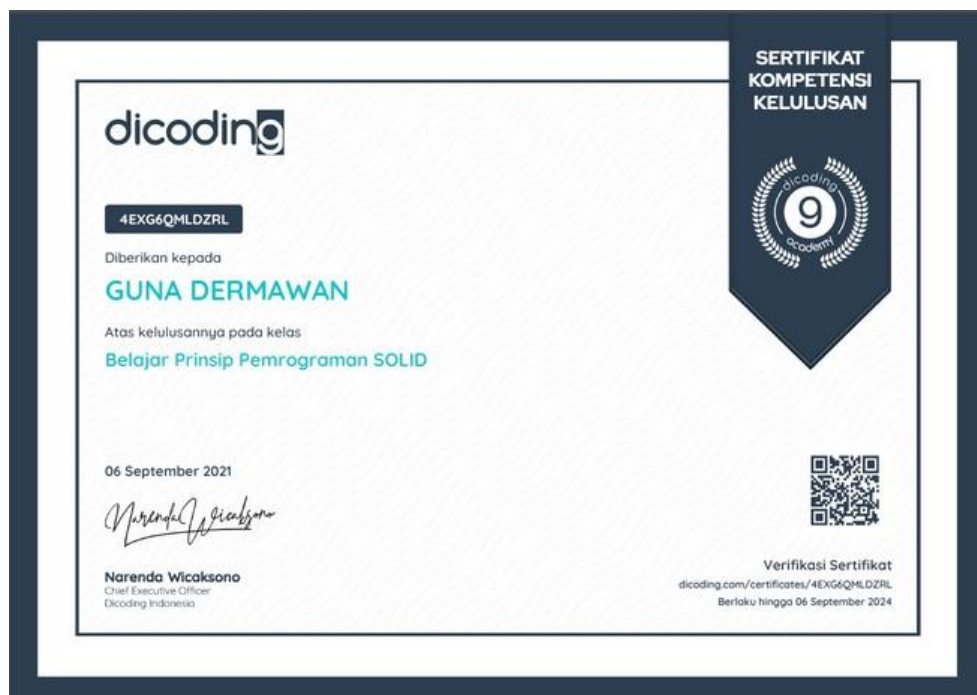 SERTIFIKAT
KOMPETENSI
KELULUSAN
dicoding
dicoding
9
academy
4EXG6QMLDZRL
Diberikan kepada
GUNA DERMAWAN
Atas kelulusannya pada kelas
Belajar Prinsip Pemrograman SOLID
06 September 2021
Narenda Wicaksono
Narenda Wicaksono
Chief Executive Officer
Dicoding Indonesia
Verifikasi Sertifikat
dicoding.com/certificates/4EXG6QMLDZRL
Berlaku hingga 06 September 2024